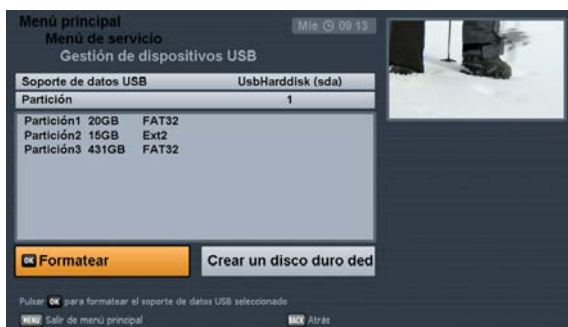 Menú principal
Mie 09 13
Menú de servicio
Gestión de dispositivos USB
Soporte de datos USB UsbHarddisk (sda)
Partición 1
Partición1 20GB FAT32
Partición2 15GB Ext2
Partición3 431GB FAT32
OK Formatear
Crear un disco duro ded
Pulsar OK para formatear el soporte de datos USB seleccionado
MENU Salir de menú principal
BACK Atrás